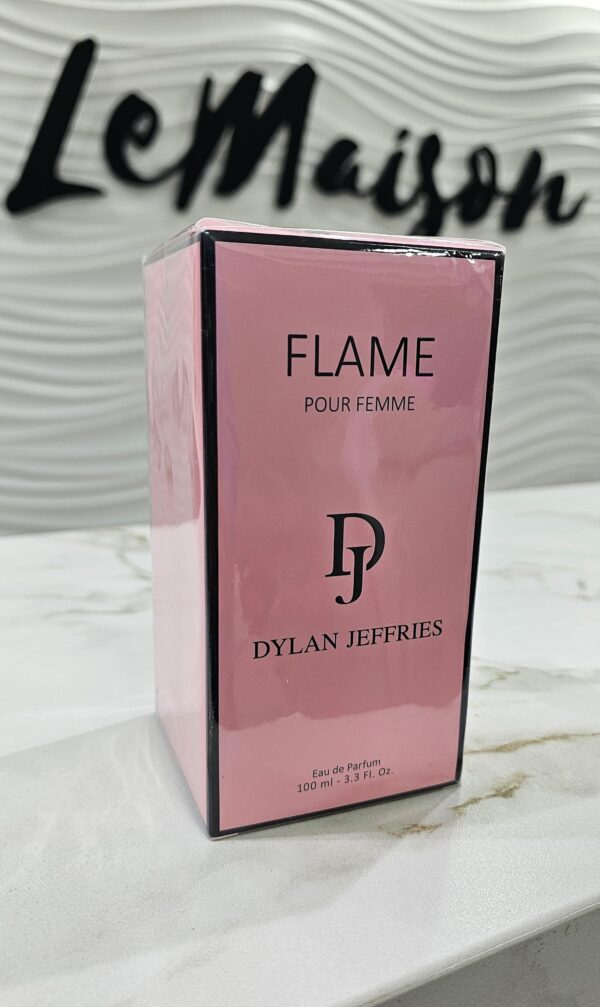 LeMaison
FLAME
POUR FEMME
DJ
DYLAN JEFFRIES
Eau de Parfum
100 ml - 3.3 Fl. Oz.